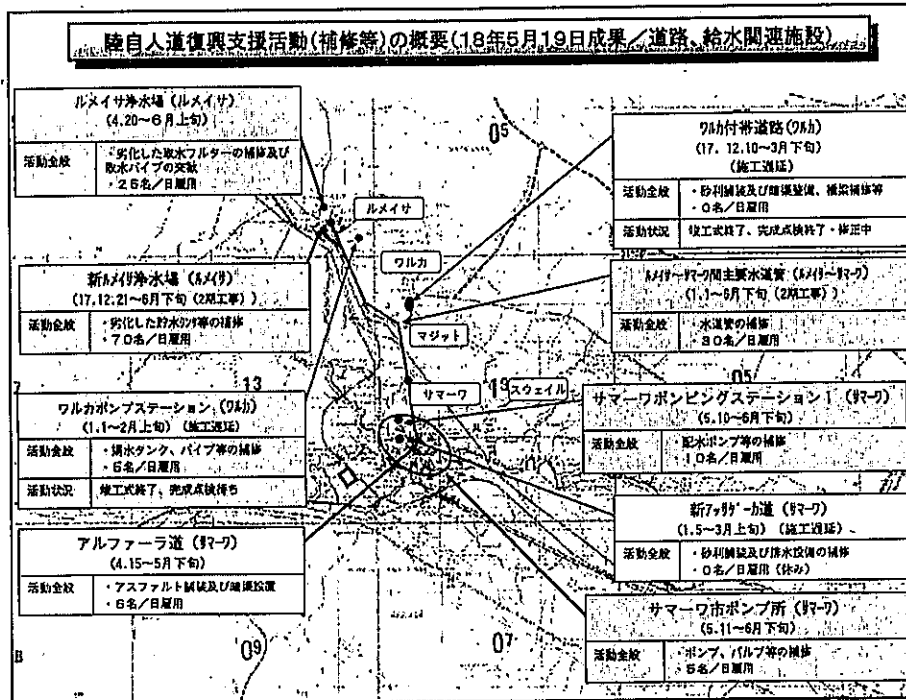 陸自人道復興支援活動(補修等)の概要(18年5月19日成果／道路、給水関連施設)
ルメイサ浄水場 (ルメイサ)
(4.20～6月上旬)
活動全般
・劣化した取水フィルターの補修及び
取水パイプの交換
・25名／日雇用
新ルメイサ浄水場 (ルメイサ)
(17.12.21～6月下旬 (2期工事))
活動全般
・劣化した貯水タンク等の補修
・70名／日雇用
ワルカポンプステーション (ワルカ)
(1.1～2月上旬) (施工遅延)
活動全般
・貯水タンク、パイプ等の補修
・5名／日雇用
活動状況
竣工式終了、完成点検待ち
アルファーラ道 (サマーワ)
(4.15～5月下旬)
活動全般
・アスファルト舗装及び暗渠設置
・6名／日雇用
ルメイサ
ワルカ
マジット
サマーワ
スウェイル
05
13
13
05
09
07
ワルカ付帯道路 (ワルカ)
(17.12.10～3月下旬)
(施工遅延)
活動全般
・砂利舗装及び暗渠整備、橋梁補修等
・0名／日雇用
活動状況
竣工式終了、完成点検終了・修正中
ルメイサ～サマーワ間主要水道管 (ルメイサ～サマーワ)
(1.1～6月下旬 (2期工事))
活動全般
・水道管の補修
・30名／日雇用
サマーワポンピングステーション1 (サマーワ)
(5.10～6月下旬)
活動全般
・配水ポンプ等の補修
・10名／日雇用
(1.5～3月上旬) (施工遅延)
活動全般
・砂利舗装及び排水設備の補修
・0名／日雇用 (休み)
サマーワ市ポンプ所 (サマーワ)
(5.11～6月下旬)
活動全般
・ポンプ、バルブ等の補修
・5名／日雇用